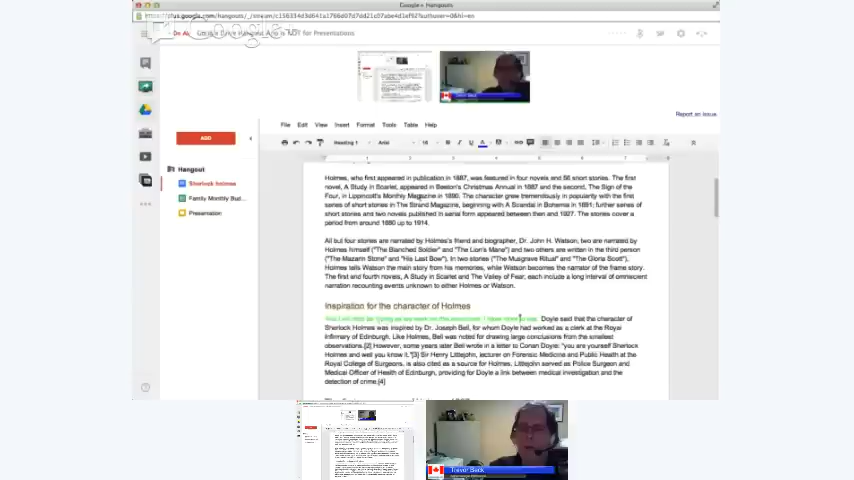 Google+ Hangouts
Google Drive Hangout App is NOT for Presentations
Trevor Beck
Report an issue
File Edit View Insert Format Tools Table Help
ADD
Heading 1
Arial
18
Hangout
Sherlock holmes
Family Monthly Bud...
Presentation
Holmes, who first appeared in publication in 1887, was featured in four novels and 56 short stories. The first
novel, A Study in Scarlet, appeared in Beeton's Christmas Annual in 1887 and the second, The Sign of the
Four, in Lippincott's Monthly Magazine in 1890. The character grew tremendously in popularity with the first
series of short stories in The Strand Magazine, beginning with A Scandal in Bohemia in 1891; further series of
short stories and two novels published in serial form appeared between then and 1927. The stories cover a
period from around 1880 up to 1914.
All but four stories are narrated by Holmes's friend and biographer, Dr. John H. Watson; two are narrated by
Holmes himself ("The Blanched Soldier" and "The Lion's Mane") and two others are written in the third person
("The Mazarin Stone" and "His Last Bow"). In two stories ("The Musgrave Ritual" and "The Gloria Scott"),
Holmes tells Watson the main story from his memories, while Watson becomes the narrator of the frame story.
The first and fourth novels, A Study in Scarlet and The Valley of Fear, each include a long interval of omniscient
narration recounting events unknown to either Holmes or Watson.
Inspiration for the character of Holmes
Doyle said that the character of
Sherlock Holmes was inspired by Dr. Joseph Bell, for whom Doyle had worked as a clerk at the Royal
Infirmary of Edinburgh. Like Holmes, Bell was noted for drawing large conclusions from the smallest
observations.[2] However, some years later Bell wrote in a letter to Conan Doyle: "you are yourself Sherlock
Holmes and well you know it."[3] Sir Henry Littlejohn, lecturer on Forensic Medicine and Public Health at the
Royal College of Surgeons, is also cited as a source for Holmes. Littlejohn served as Police Surgeon and
Medical Officer of Health of Edinburgh, providing for Doyle a link between medical investigation and the
detection of crime.[4]
Trevor Beck